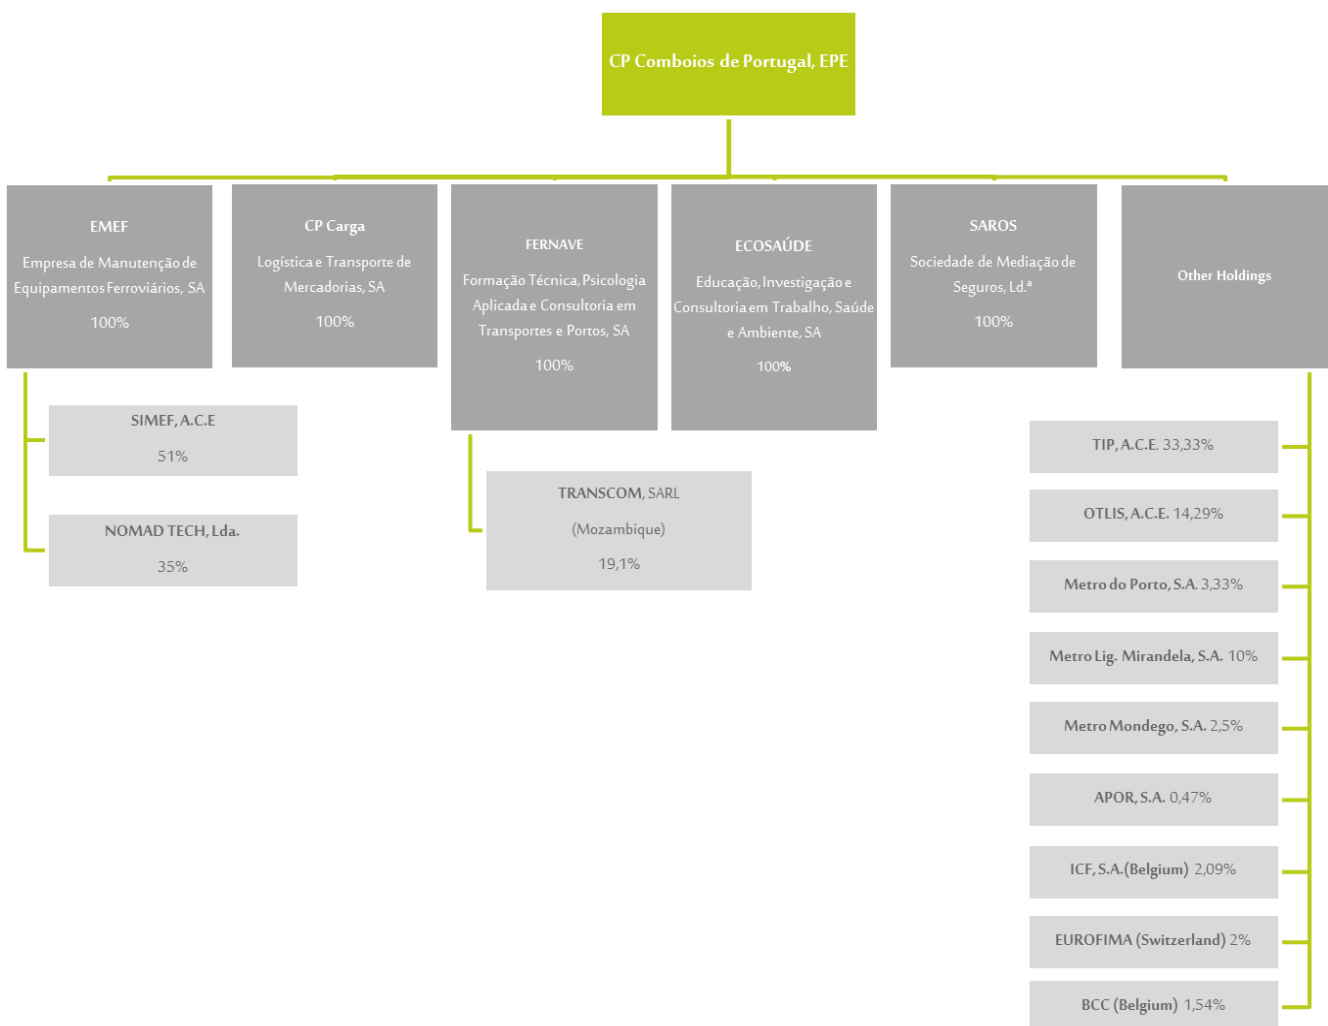 CP Comboios de Portugal, EPE
EMEF
Empresa de Manutenção de
Equipamentos Ferroviários, SA
100%
CP Carga
Logística e Transporte de
Mercadorias, SA
100%
FERNAVE
Formação Técnica, Psicologia
Aplicada e Consultoria em
Transportes e Portos, SA
100%
ECOSAÚDE
Educação, Investigação e
Consultoria em Trabalho, Saúde
e Ambiente, SA
100%
SAROS
Sociedade de Mediação de
Seguros, Ld.ª
100%
Other Holdings
SIMEF, A.C.E
51%
NOMAD TECH, Lda.
35%
TRANSCOM, SARL
(Mozambique)
19,1%
TIP, A.C.E. 33,33%
OTLIS, A.C.E. 14,29%
Metro do Porto, S.A. 3,33%
Metro Lig. Mirandela, S.A. 10%
Metro Mondego, S.A. 2,5%
APOR, S.A. 0,47%
ICF, S.A.(Belgium) 2,09%
EUROFIMA (Switzerland) 2%
BCC (Belgium) 1,54%